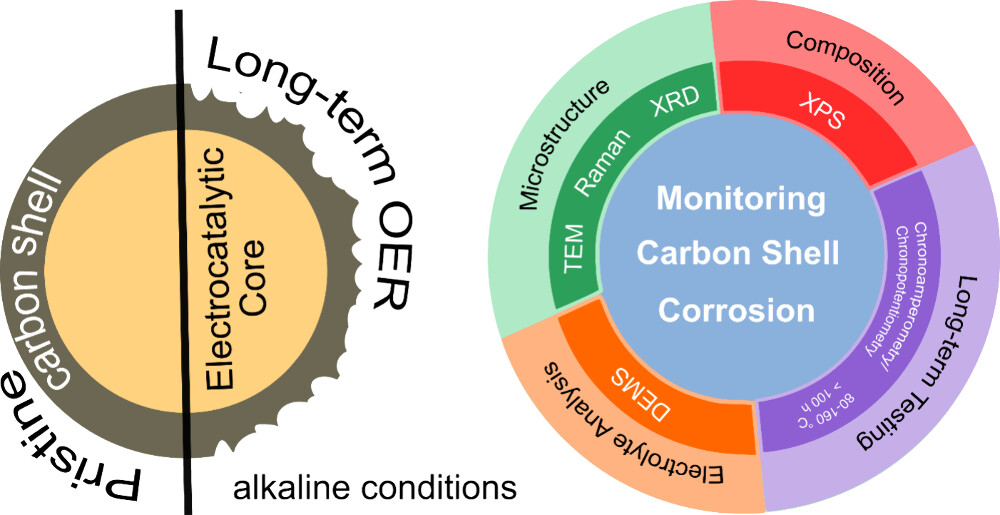 Pristine
carbon shell
Long-term OER
Electrocatalytic
Core
alkaline conditions
Microstructure
TEM
Raman
XRD
Composition
XPS
Monitoring
Carbon Shell
Corrosion
Long-term Testing
Chromoamperometry/
Chronopotentiometry
80-160 °C
> 100 h
Electrolyte Analysis
DEMS